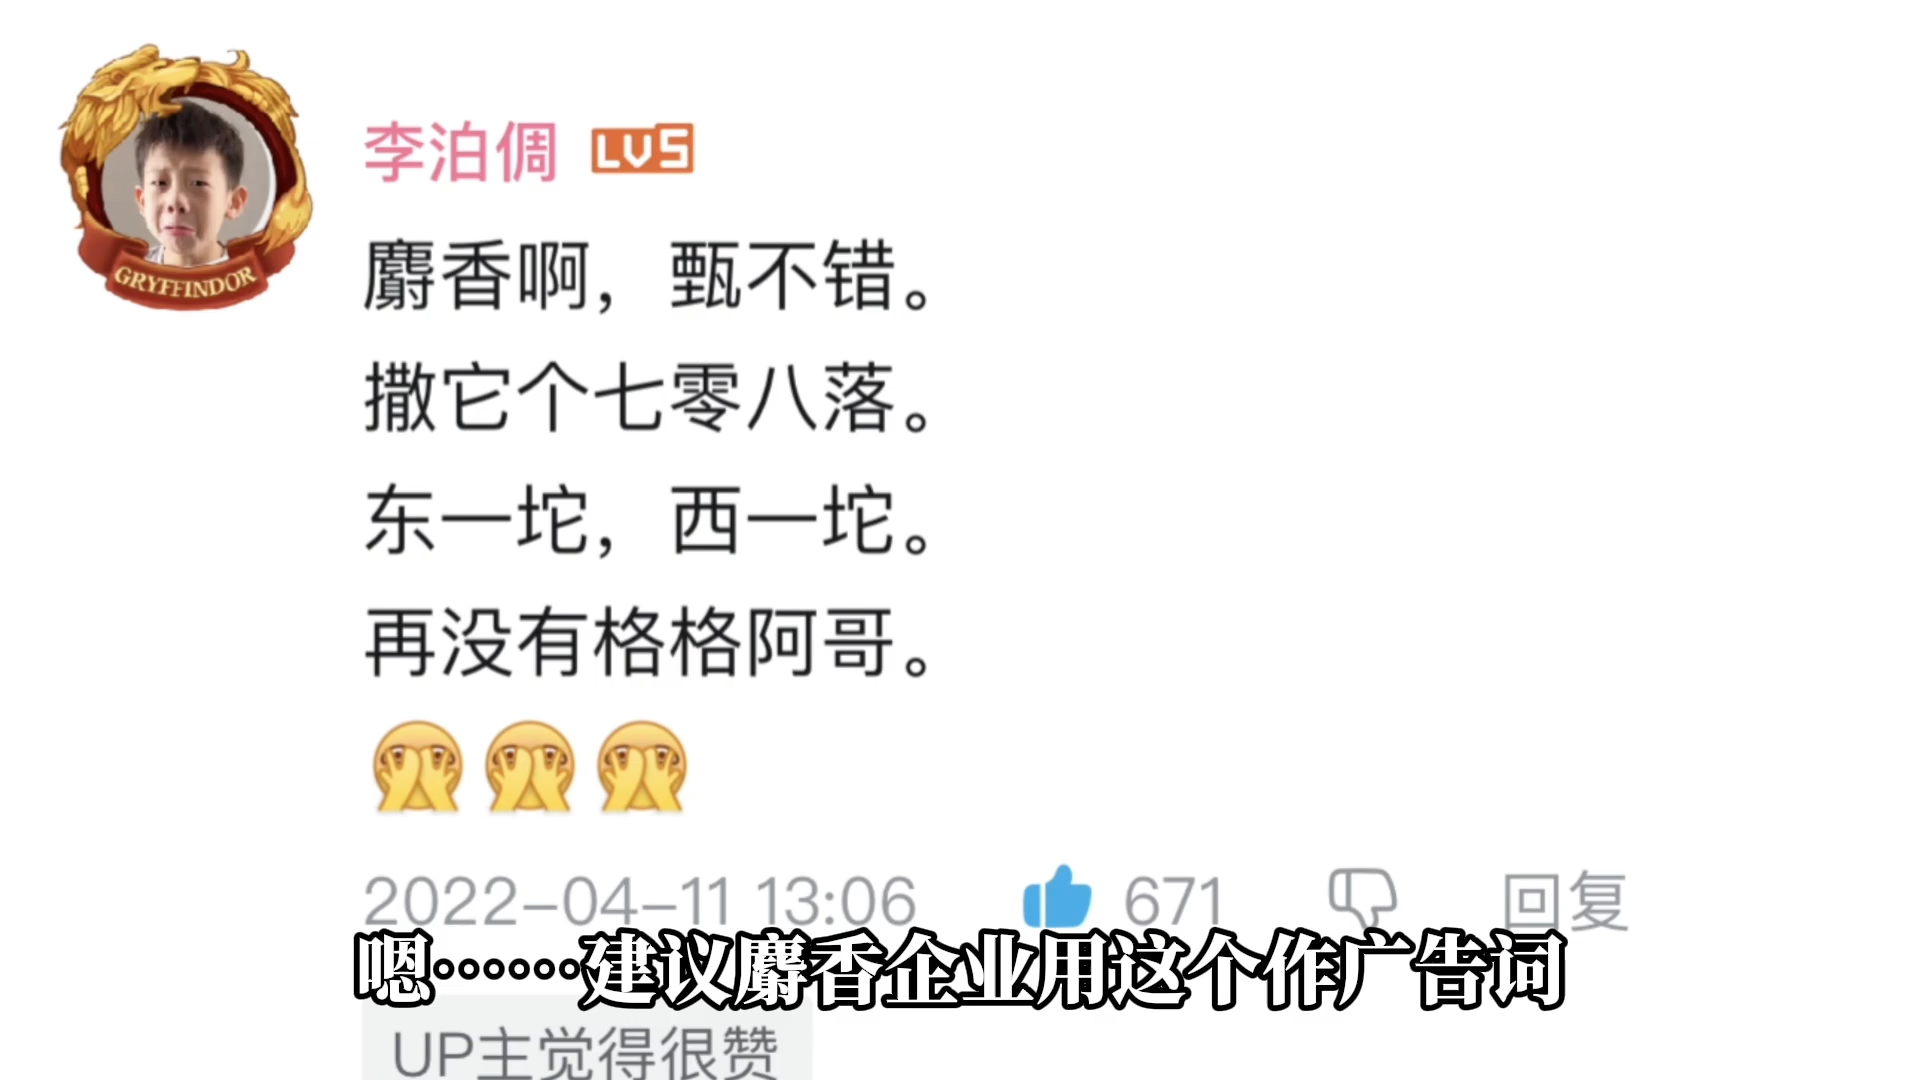 GRYFFINDOR
李泊倜 LV5
麝香啊，甄不错。
撒它个七零八落。
东一坨，西一坨。
再没有格格阿哥。
2022-04-11 13:06 671 回复
嗯……建议麝香企业用这个作广告词
UP主觉得很赞